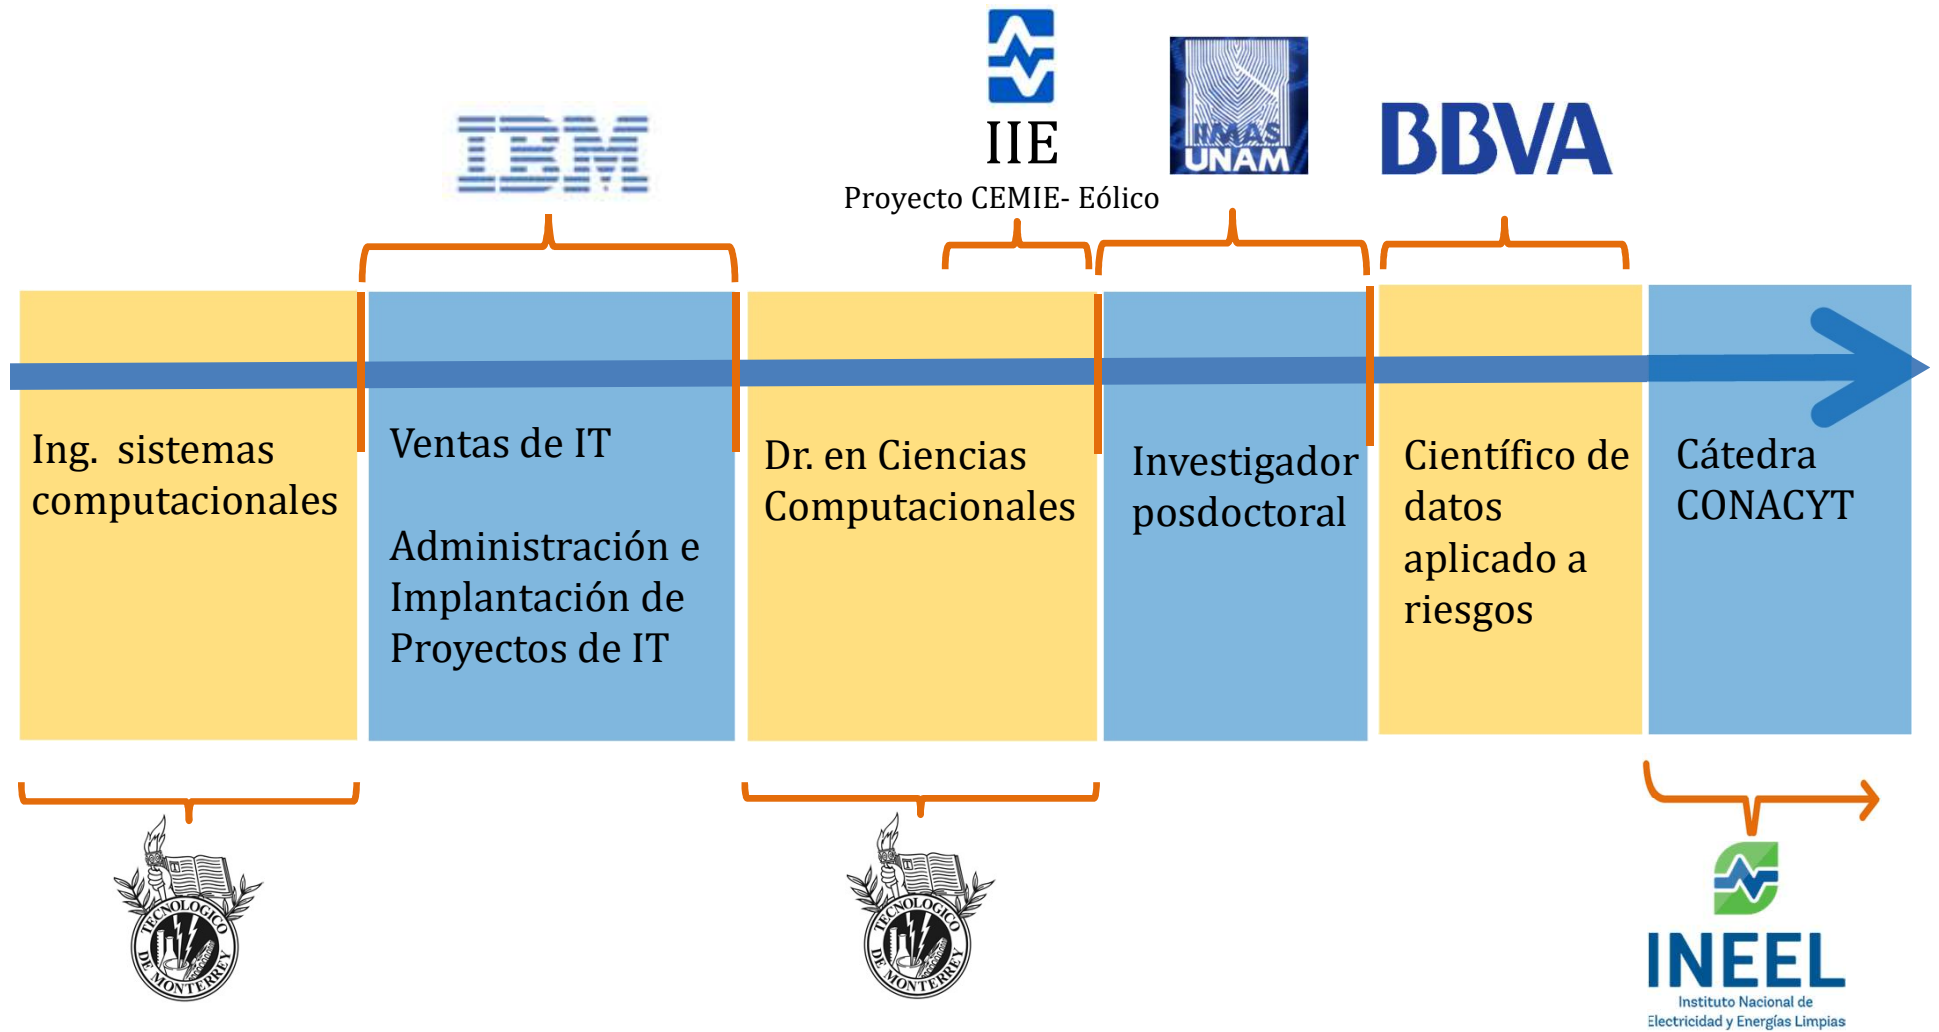 IBM
IIE
Proyecto CEMIE- Eólico
IIMAS
UNAM
BBVA
Ing. sistemas
computacionales
Ventas de IT
Administración e
Implantación de
Proyectos de IT
Dr. en Ciencias
Computacionales
Investigador
posdoctoral
Científico de
datos
aplicado a
riesgos
Cátedra
CONACYT
TECNOLOGICO
DE MONTERREY
TECNOLOGICO
DE MONTERREY
INEEL
Instituto Nacional de
Electricidad y Energías Limpias